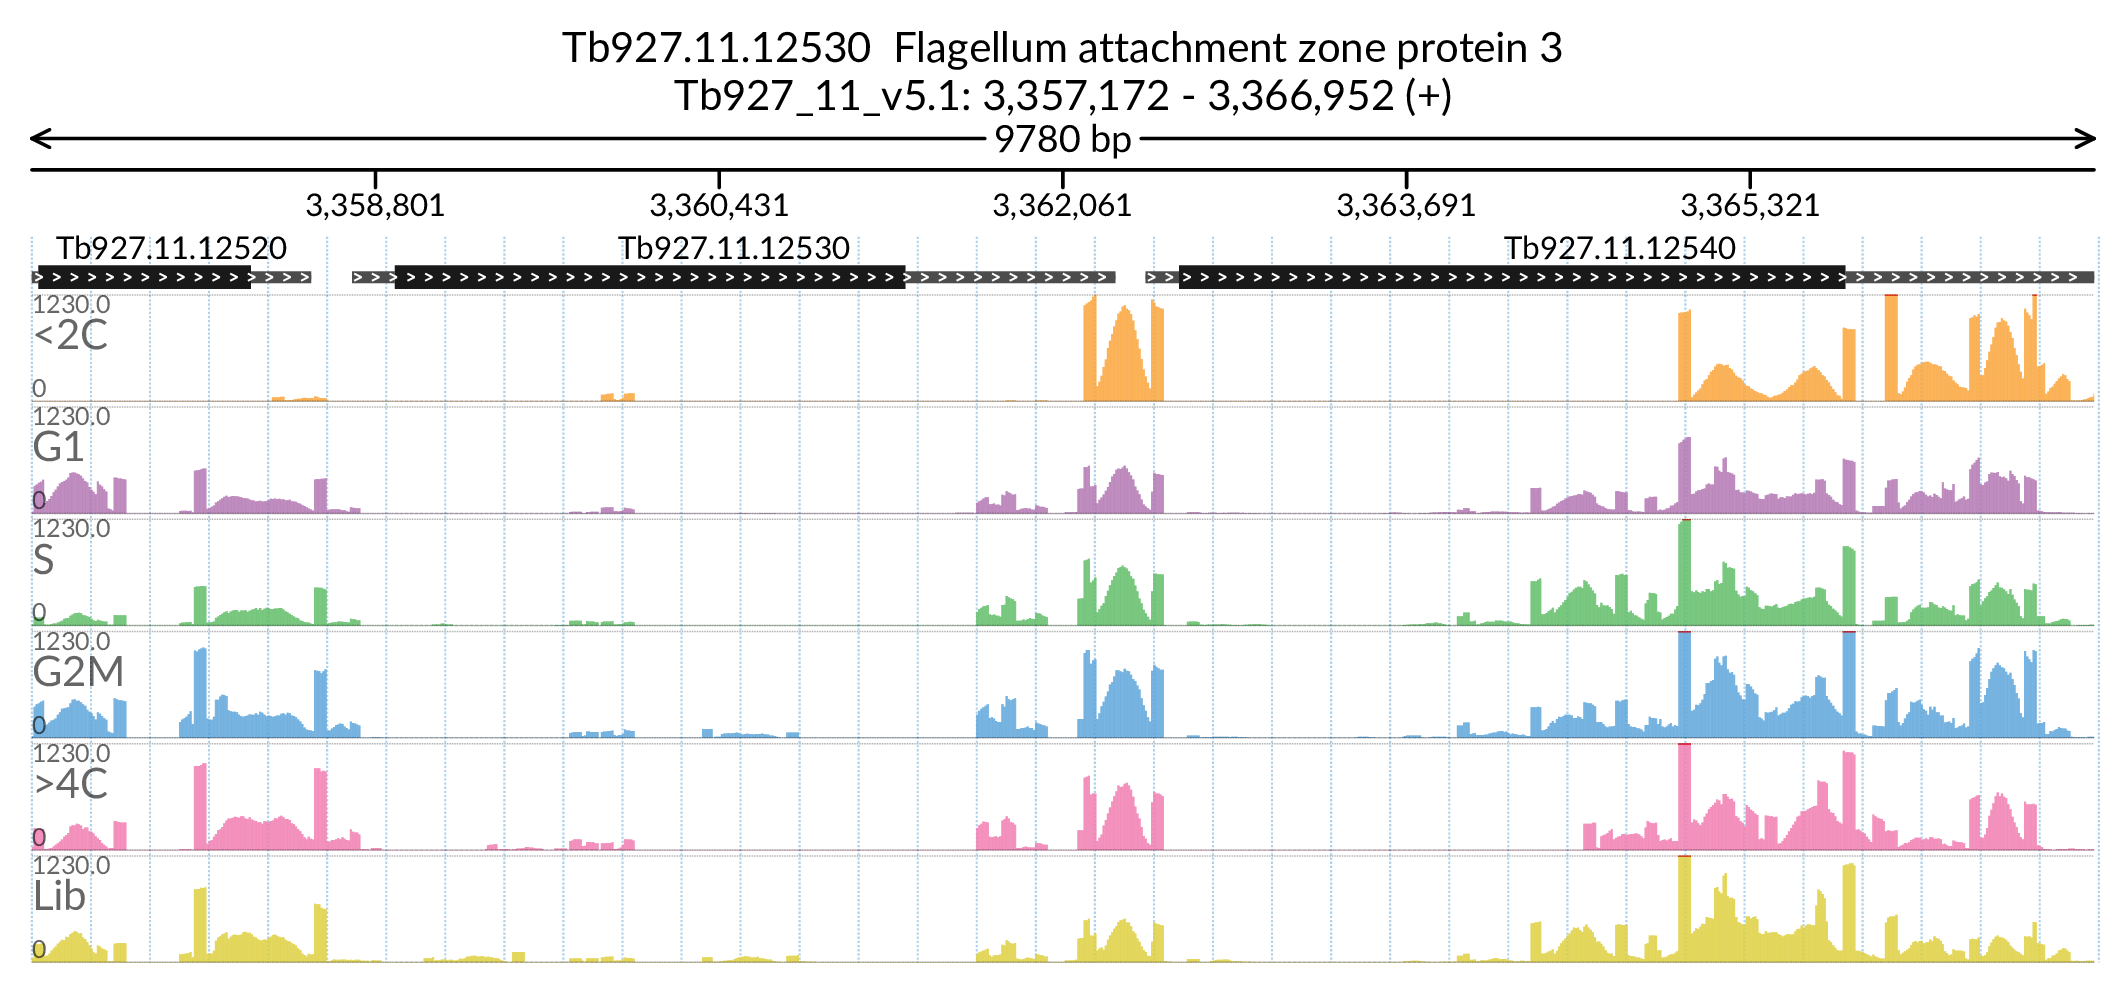 Tb927.11.12530 Flagellum attachment zone protein 3
Tb927_11_v5.1: 3,357,172 - 3,366,952 (+)
9780 bp
3,358,801 3,360,431 3,362,061 3,363,691 3,365,321
Tb927.11.12520 Tb927.11.12530 Tb927.11.12540
1230.0
<2C
0
1230.0
G1
0
1230.0
S
0
1230.0
G2M
0
1230.0
>4C
0
1230.0
Lib
0